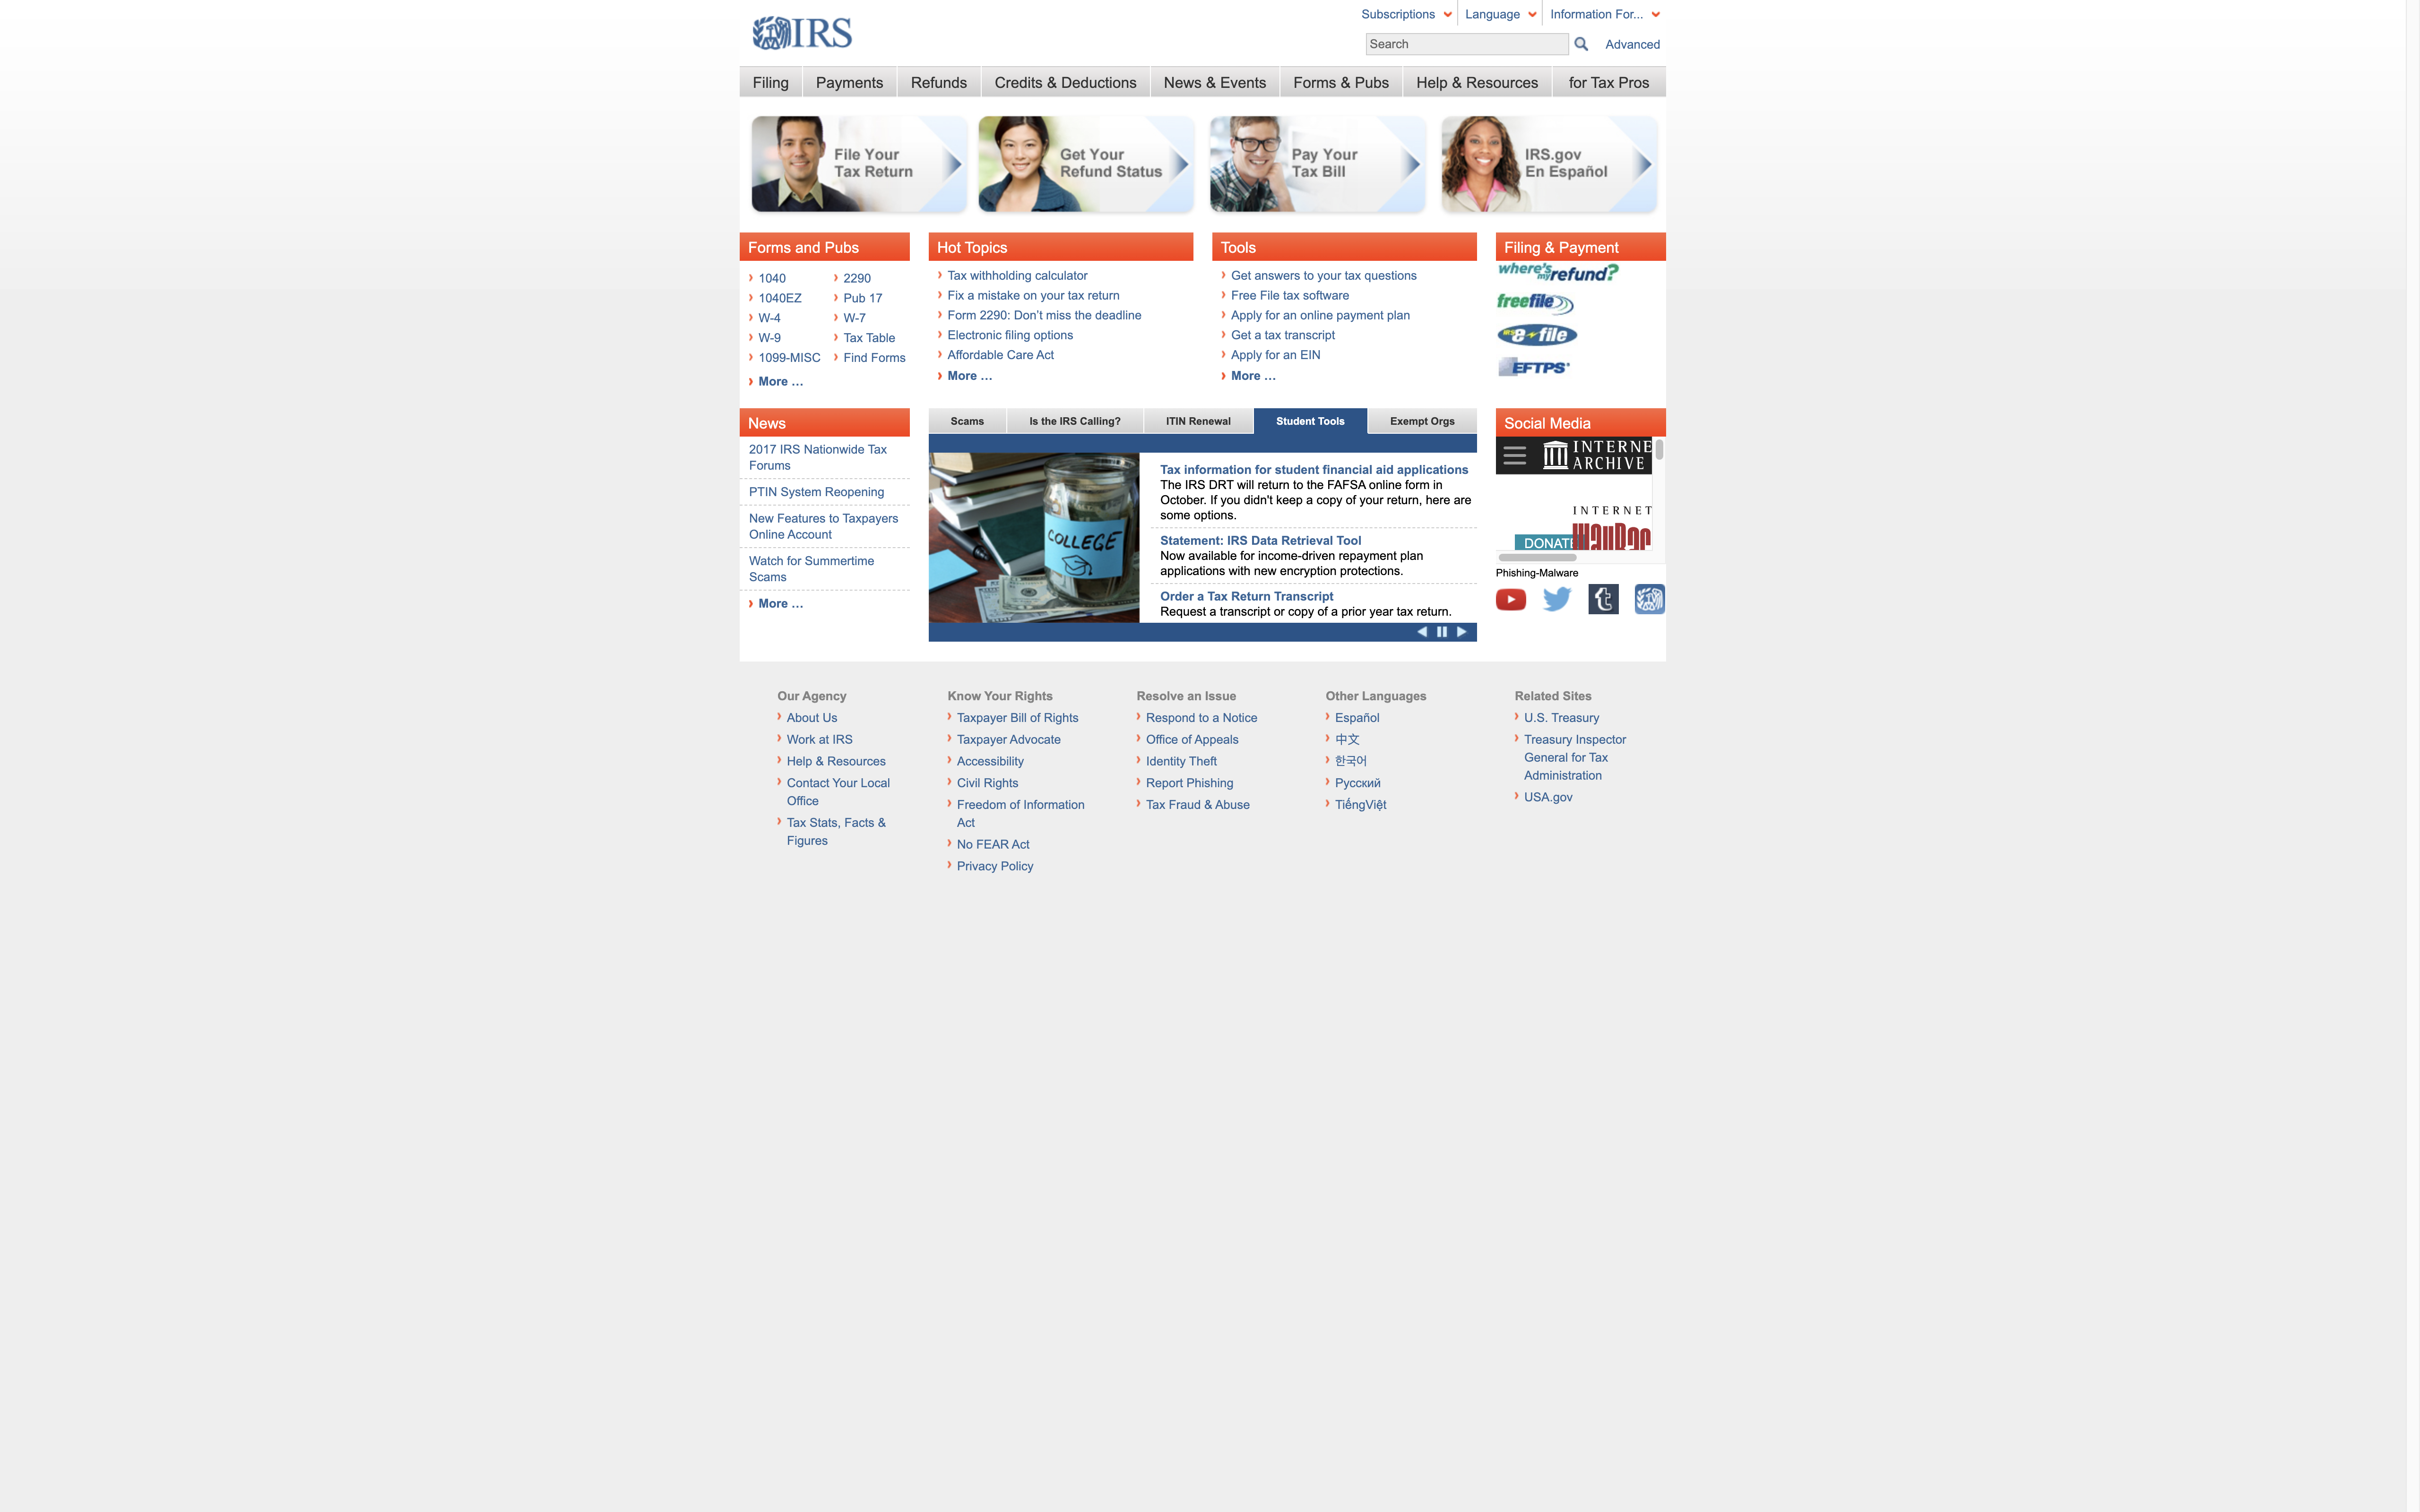 IRS
Subscriptions
Language
Information For...
Search
Advanced
Filing
Payments
Refunds
Credits & Deductions
News & Events
Forms & Pubs
Help & Resources
for Tax Pros
File Your
Tax Return
Get Your
Refund Status
Pay Your
Tax Bill
IRS.gov
En Español
Forms and Pubs
1040
2290
1040EZ
Pub 17
W-4
W-7
W-9
Tax Table
1099-MISC
Find Forms
More ...
Hot Topics
Tax withholding calculator
Fix a mistake on your tax return
Form 2290: Don't miss the deadline
Electronic filing options
Affordable Care Act
More ...
Tools
Get answers to your tax questions
Free File tax software
Apply for an online payment plan
Get a tax transcript
Apply for an EIN
More ...
Filing & Payment
where's my refund?
freefile
IRS e-file
EFTPS
News
2017 IRS Nationwide Tax
Forums
PTIN System Reopening
New Features to Taxpayers
Online Account
Watch for Summertime
Scams
More ...
Scams
Is the IRS Calling?
ITIN Renewal
Student Tools
Exempt Orgs
COLLEGE
Tax information for student financial aid applications
The IRS DRT will return to the FAFSA online form in
October. If you didn't keep a copy of your return, here are
some options.
Statement: IRS Data Retrieval Tool
Now available for income-driven repayment plan
applications with new encryption protections.
Order a Tax Return Transcript
Request a transcript or copy of a prior year tax return.
Social Media
INTERNE
ARCHIVE
INTERNET
DONATE
Phishing-Malware
Our Agency
About Us
Work at IRS
Help & Resources
Contact Your Local
Office
Tax Stats, Facts &
Figures
Know Your Rights
Taxpayer Bill of Rights
Taxpayer Advocate
Accessibility
Civil Rights
Freedom of Information
Act
No FEAR Act
Privacy Policy
Resolve an Issue
Respond to a Notice
Office of Appeals
Identity Theft
Report Phishing
Tax Fraud & Abuse
Other Languages
Español
中文
한국어
Русский
TiếngViệt
Related Sites
U.S. Treasury
Treasury Inspector
General for Tax
Administration
USA.gov